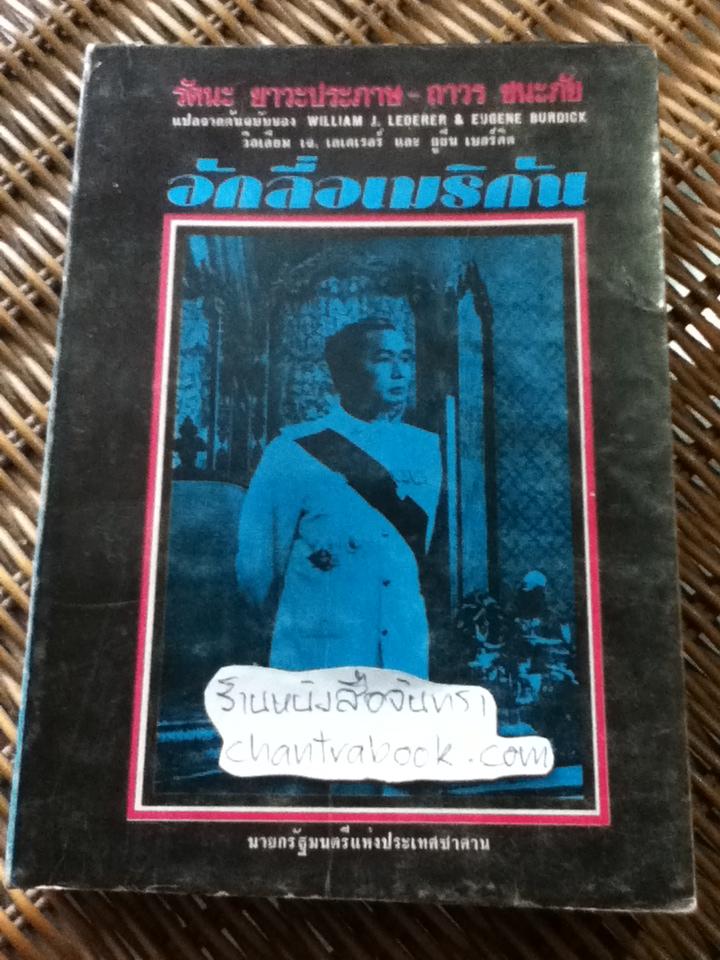 รัตนะ ยาวะประภาษ - ถาวร ชนะภัย
แปลจากต้นฉบับของ WILLIAM J. LEDERER & EUGENE BURDICK
วิลเลียม เจ. เลเดเรอร์ และ ยูยีน เบอร์ดิค
อักลี่อเมริกัน
ร้านหนังสือจันทรา
chantrabook.com
นายกรัฐมนตรีแห่งประเทศซาคาน